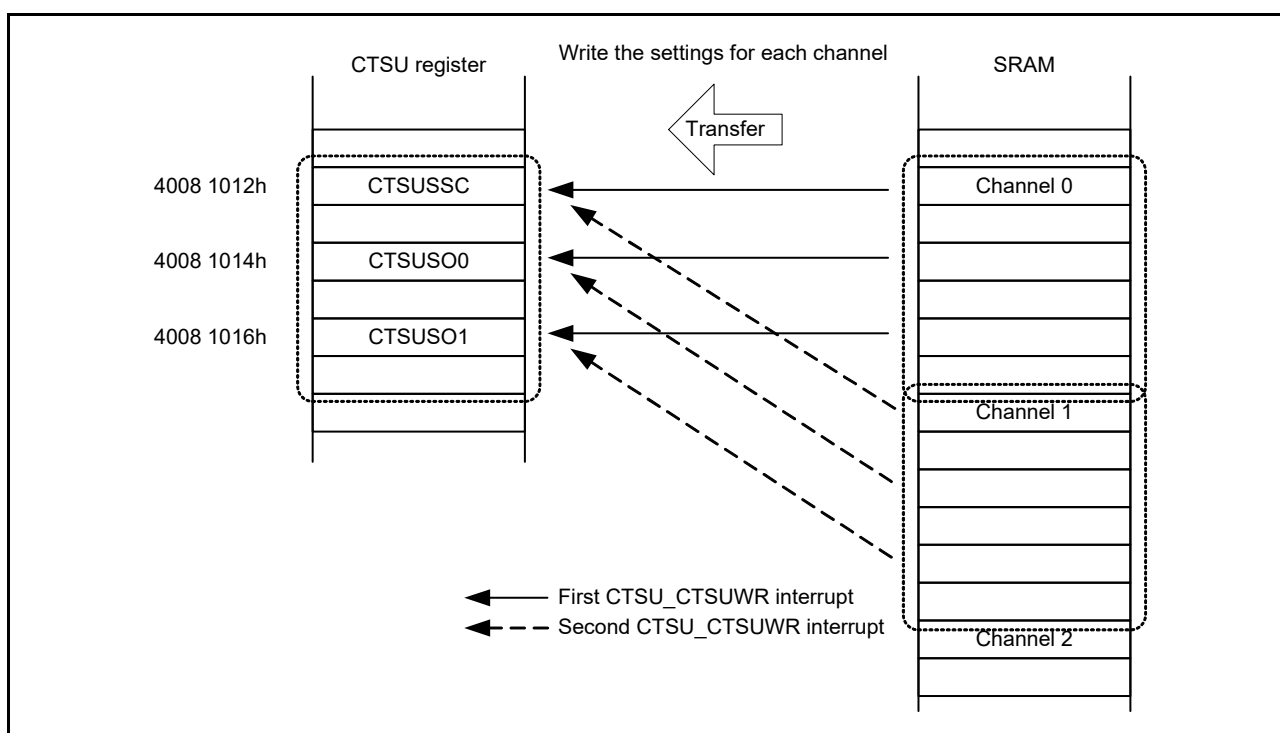 Write the settings for each channel
CTSU register
SRAM
Transfer
4008 1012h
CTSUSSC
Channel 0
4008 1014h
CTSUSO0
4008 1016h
CTSUSO1
Channel 1
First CTSU_CTSUWR interrupt
Second CTSU_CTSUWR interrupt
Channel 2